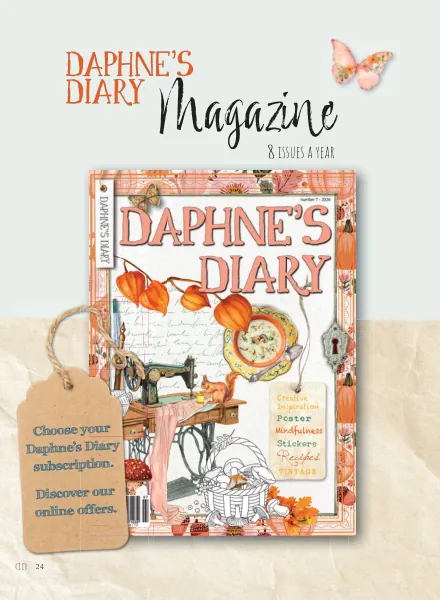 DAPHNE'S
DIARY
Magazine
8 ISSUES A YEAR
number 7 - 2024
DAPHNE'S DIARY
DAPHNE'S
DIARY
Creative
Inspiration
Poster
Mindfulness
Stickers
Recipes
VINTAGE
Choose your
Daphne's Diary
subscription.
Discover our
online offers.
24